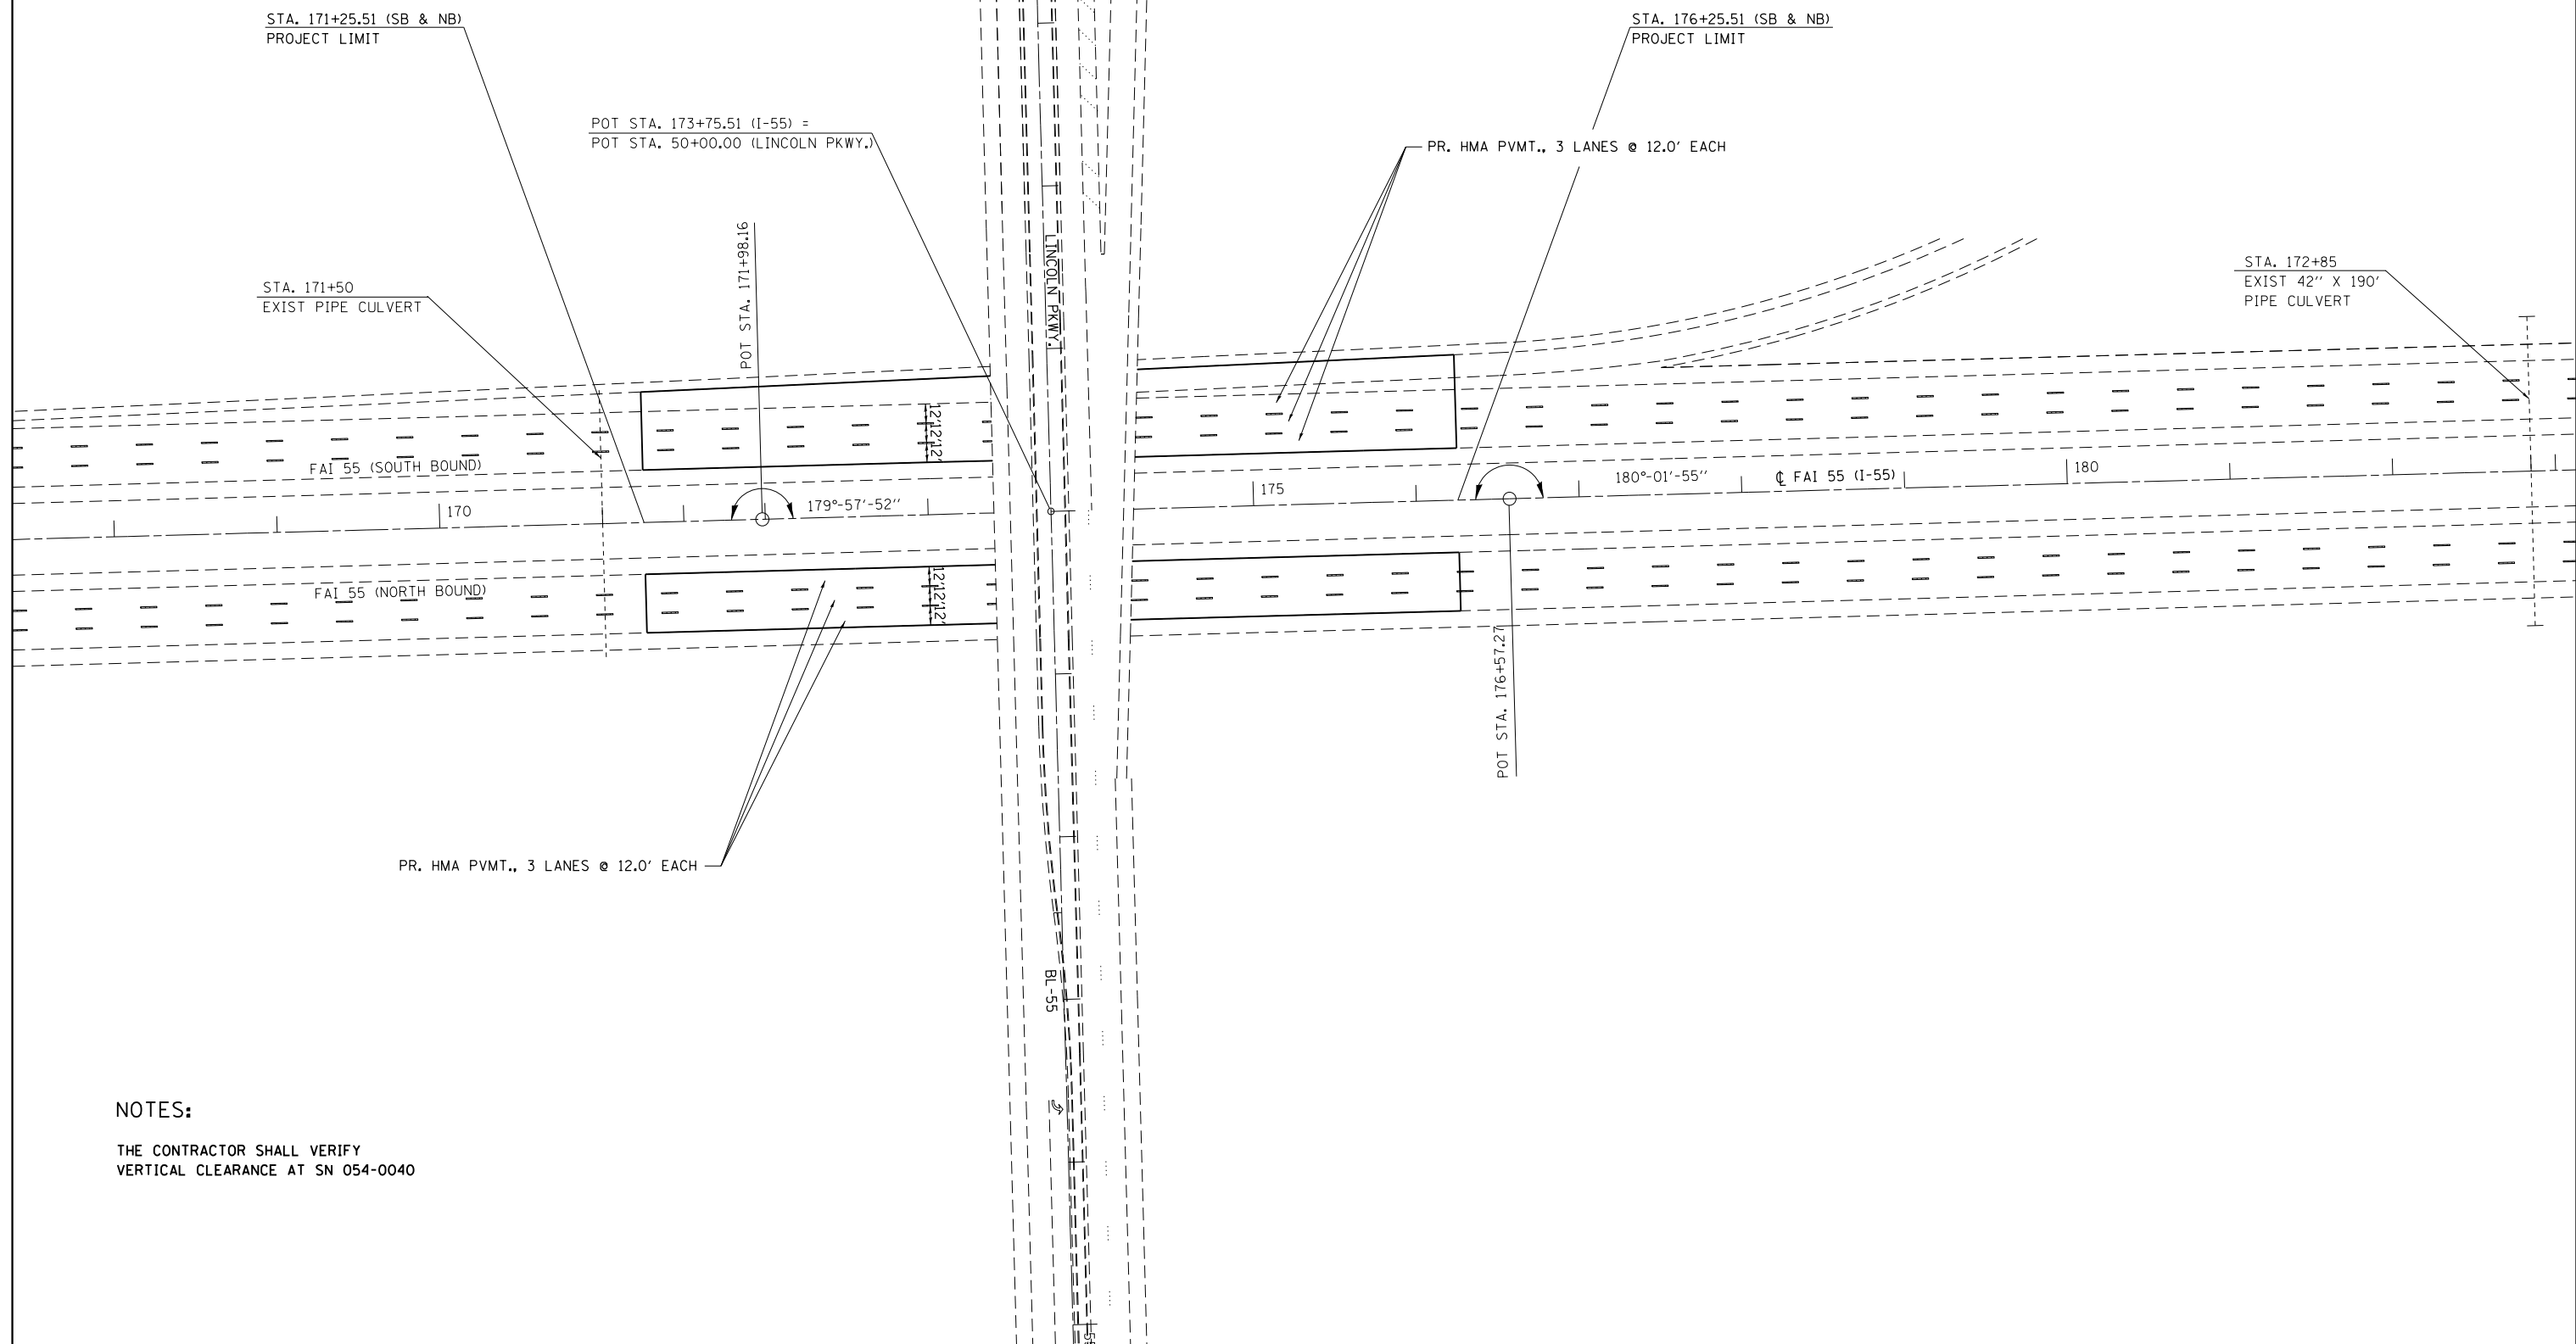 STA. 171+25.51 (SB & NB)
PROJECT LIMIT
STA. 176+25.51 (SB & NB)
PROJECT LIMIT
POT STA. 173+75.51 (I-55) =
POT STA. 50+00.00 (LINCOLN PKWY.)
PR. HMA PVMT., 3 LANES @ 12.0' EACH
POT STA. 171+98.16
LINCOLN PKWY.
STA. 171+50
EXIST PIPE CULVERT
STA. 172+85
EXIST 42'' X 190'
PIPE CULVERT
12'
12'
12'
FAI 55 (SOUTH BOUND)
170
179°-57'-52''
175
180°-01'-55''
℄ FAI 55 (I-55)
180
FAI 55 (NORTH BOUND)
12'
12'
12'
POT STA. 176+57.27
PR. HMA PVMT., 3 LANES @ 12.0' EACH
BL-55
NOTES:
THE CONTRACTOR SHALL VERIFY
VERTICAL CLEARANCE AT SN 054-0040